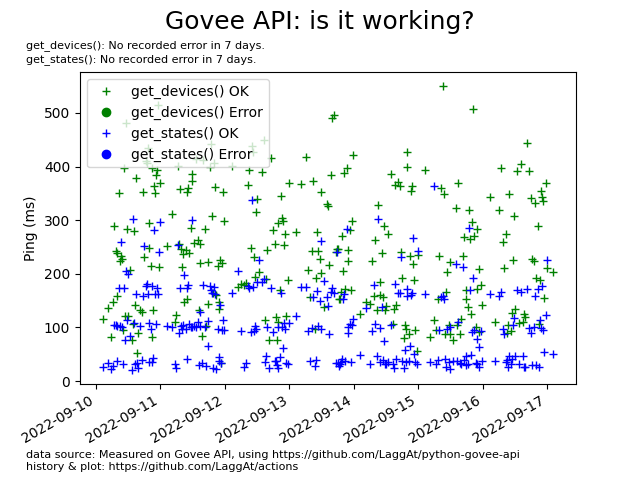 Govee API: is it working?
get_devices(): No recorded error in 7 days.
get_states(): No recorded error in 7 days.
get_devices() OK
get_devices() Error
get_states() OK
get_states() Error
Ping (ms)
500
400
300
200
100
0
2022-09-10
2022-09-11
2022-09-12
2022-09-13
2022-09-14
2022-09-15
2022-09-16
2022-09-17
data source: Measured on Govee API, using https://github.com/LaggAt/python-govee-api
history & plot: https://github.com/LaggAt/actions